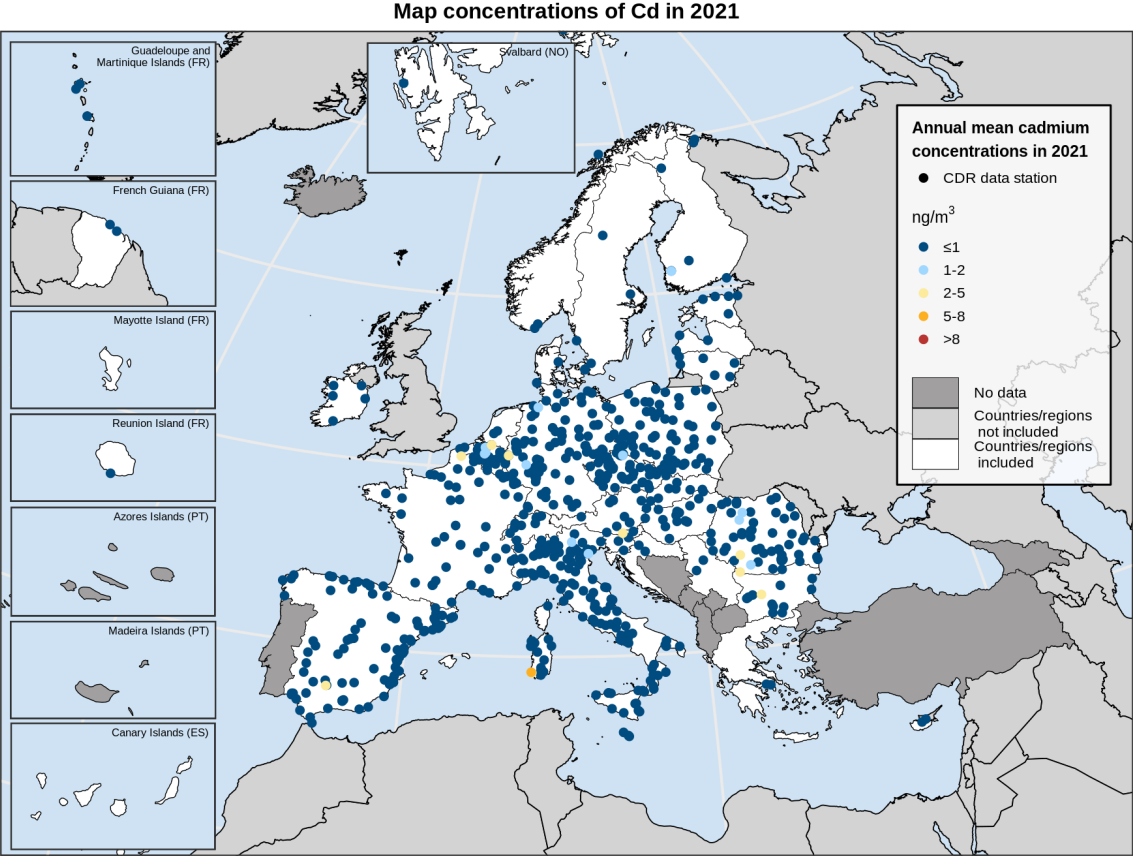 Map concentrations of Cd in 2021
Guadeloupe and
Martinique Islands (FR)
Svalbard (NO)
French Guiana (FR)
Mayotte Island (FR)
Reunion Island (FR)
Azores Islands (PT)
Madeira Islands (PT)
Canary Islands (ES)
Annual mean cadmium
concentrations in 2021
CDR data station
ng/m³
≤1
1-2
2-5
5-8
>8
No data
Countries/regions
not included
Countries/regions
included